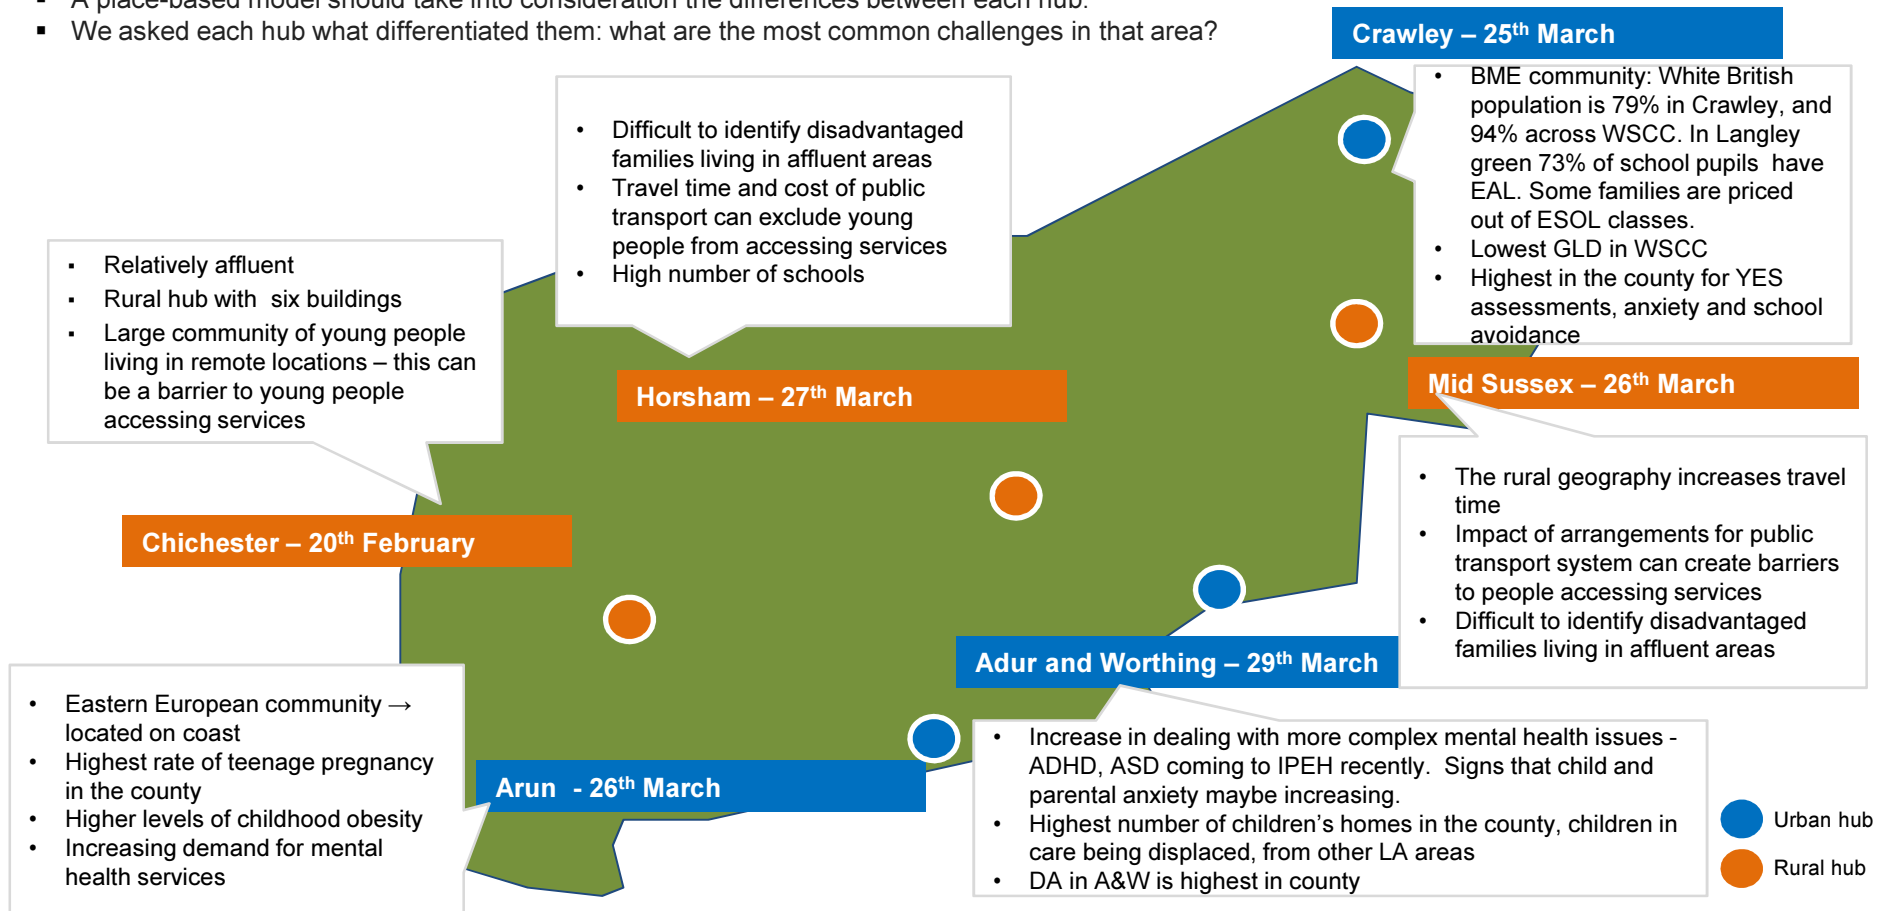 ▪ A place-based model should take into consideration the differences between each hub.
▪ We asked each hub what differentiated them: what are the most common challenges in that area?
Crawley – 25th March
• BME community: White British
population is 79% in Crawley, and
94% across WSCC. In Langley
green 73% of school pupils have
EAL. Some families are priced
out of ESOL classes.
• Lowest GLD in WSCC
• Highest in the county for YES
assessments, anxiety and school
avoidance
• Difficult to identify disadvantaged
families living in affluent areas
• Travel time and cost of public
transport can exclude young
people from accessing services
• High number of schools
Horsham – 27th March
▪ Relatively affluent
▪ Rural hub with six buildings
▪ Large community of young people
living in remote locations – this can
be a barrier to young people
accessing services
Chichester – 20th February
Mid Sussex – 26th March
• The rural geography increases travel
time
• Impact of arrangements for public
transport system can create barriers
to people accessing services
• Difficult to identify disadvantaged
families living in affluent areas
Adur and Worthing – 29th March
• Increase in dealing with more complex mental health issues -
ADHD, ASD coming to IPEH recently. Signs that child and
parental anxiety maybe increasing.
• Highest number of children’s homes in the county, children in
care being displaced, from other LA areas
• DA in A&W is highest in county
• Eastern European community →
located on coast
• Highest rate of teenage pregnancy
in the county
• Higher levels of childhood obesity
• Increasing demand for mental
health services
Arun - 26th March
Urban hub
Rural hub